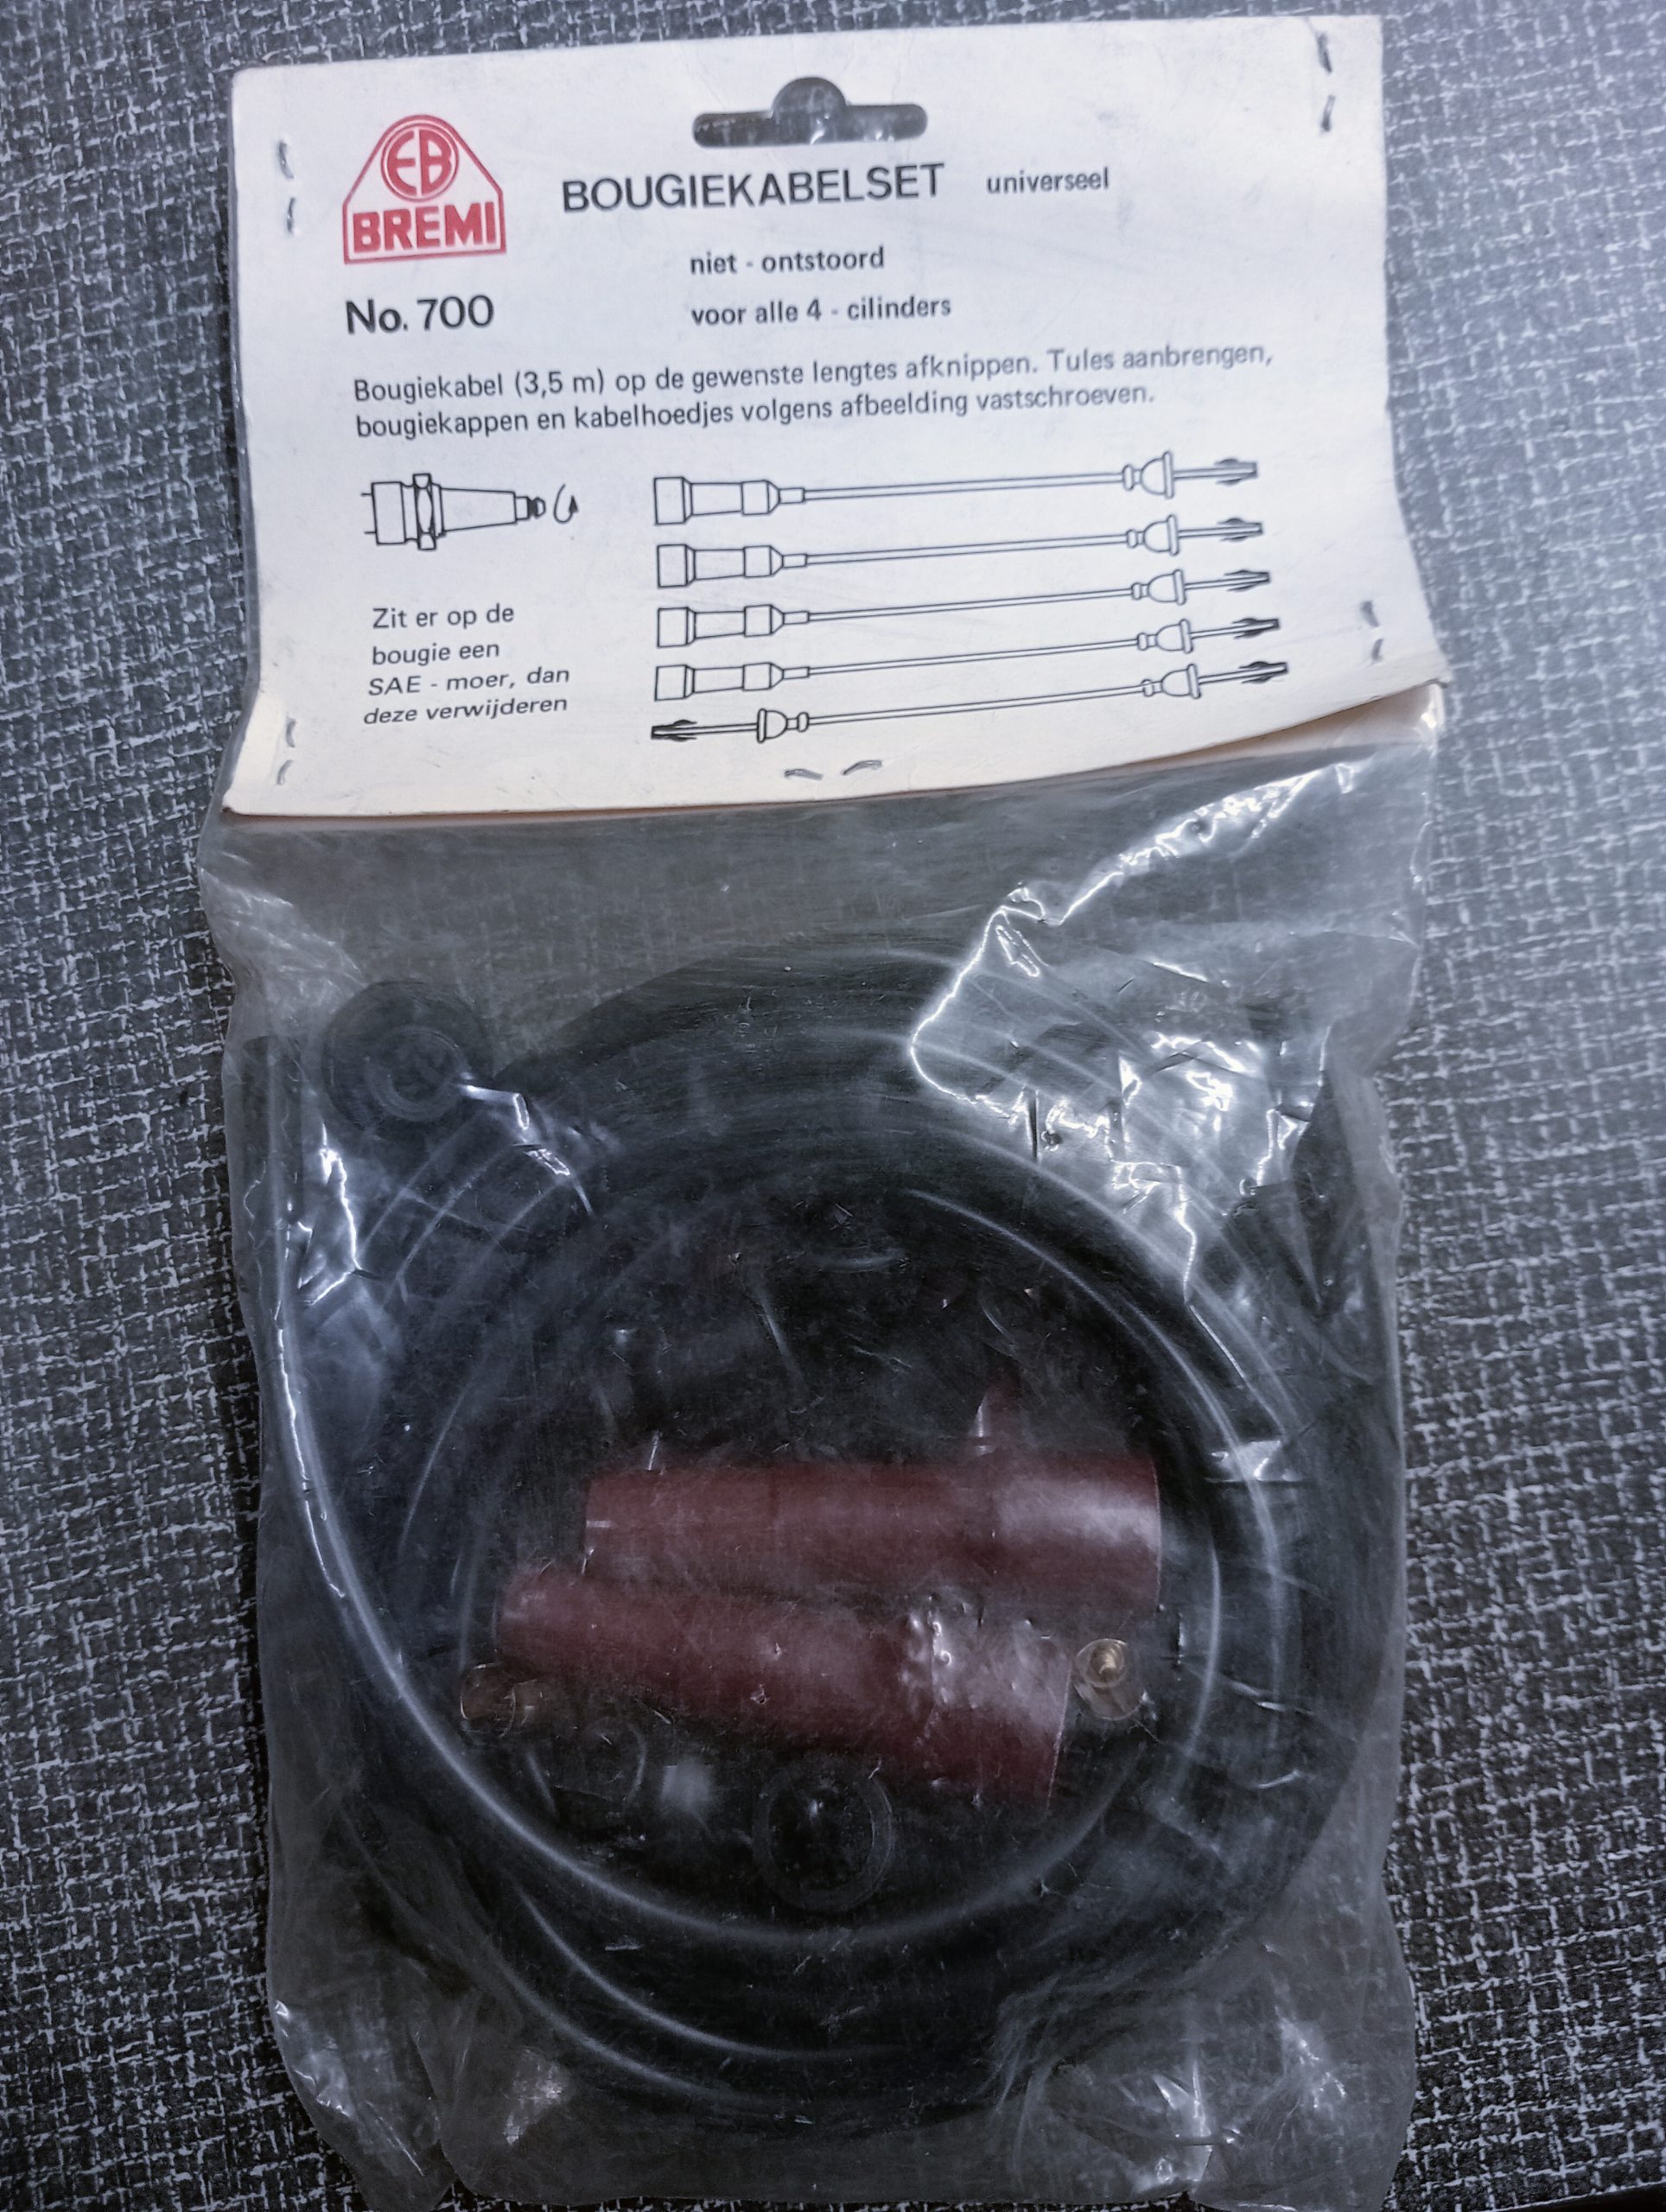 EB
BREMI
BOUGIEKABELSET universeel
niet - ontstoord
No. 700
voor alle 4 - cilinders
Bougiekabel (3,5 m) op de gewenste lengtes afknippen. Tules aanbrengen,
bougiekappen en kabelhoedjes volgens afbeelding vastschroeven.
Zit er op de
bougie een
SAE - moer, dan
deze verwijderen